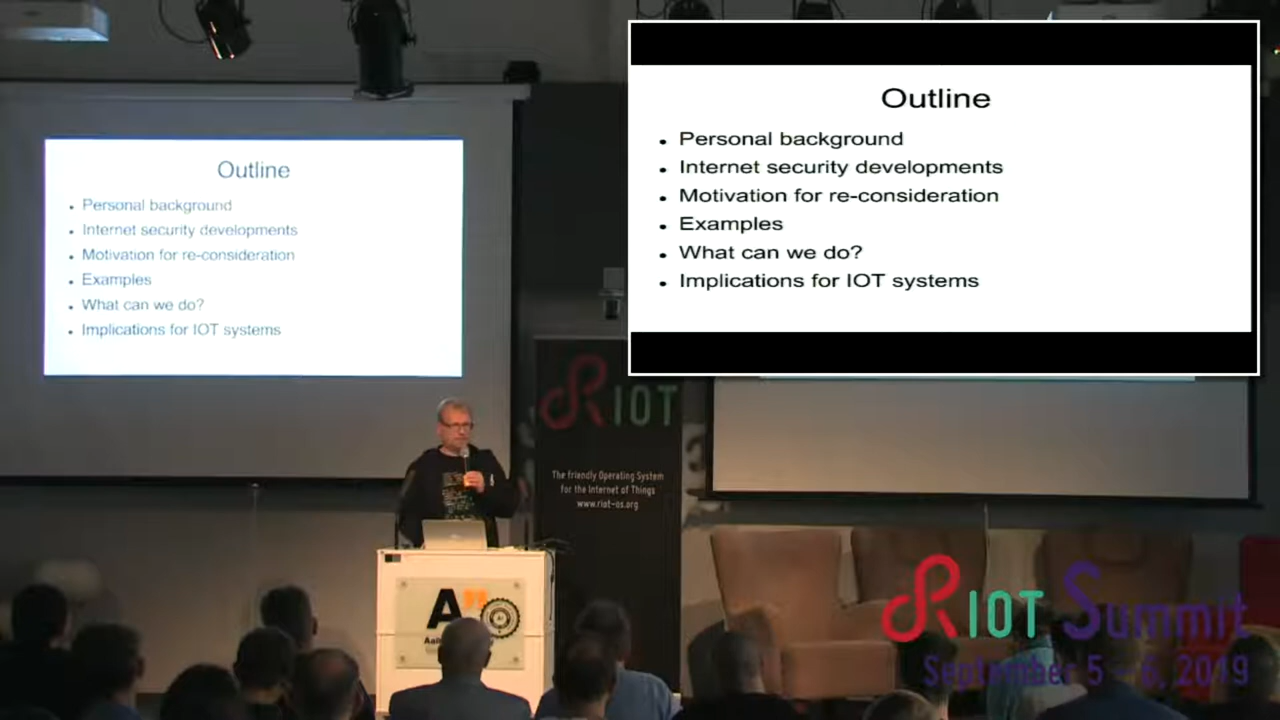 Outline
Personal background
Internet security developments
Motivation for re-consideration
Examples
What can we do?
Implications for IOT systems
Outline
Personal background
Internet security developments
Motivation for re-consideration
Examples
What can we do?
Implications for IOT systems
RIOT
The friendly Operating System
for the Internet of Things
www.riot-os.org
A"
RIOT Summit
September 5 - 6, 2019